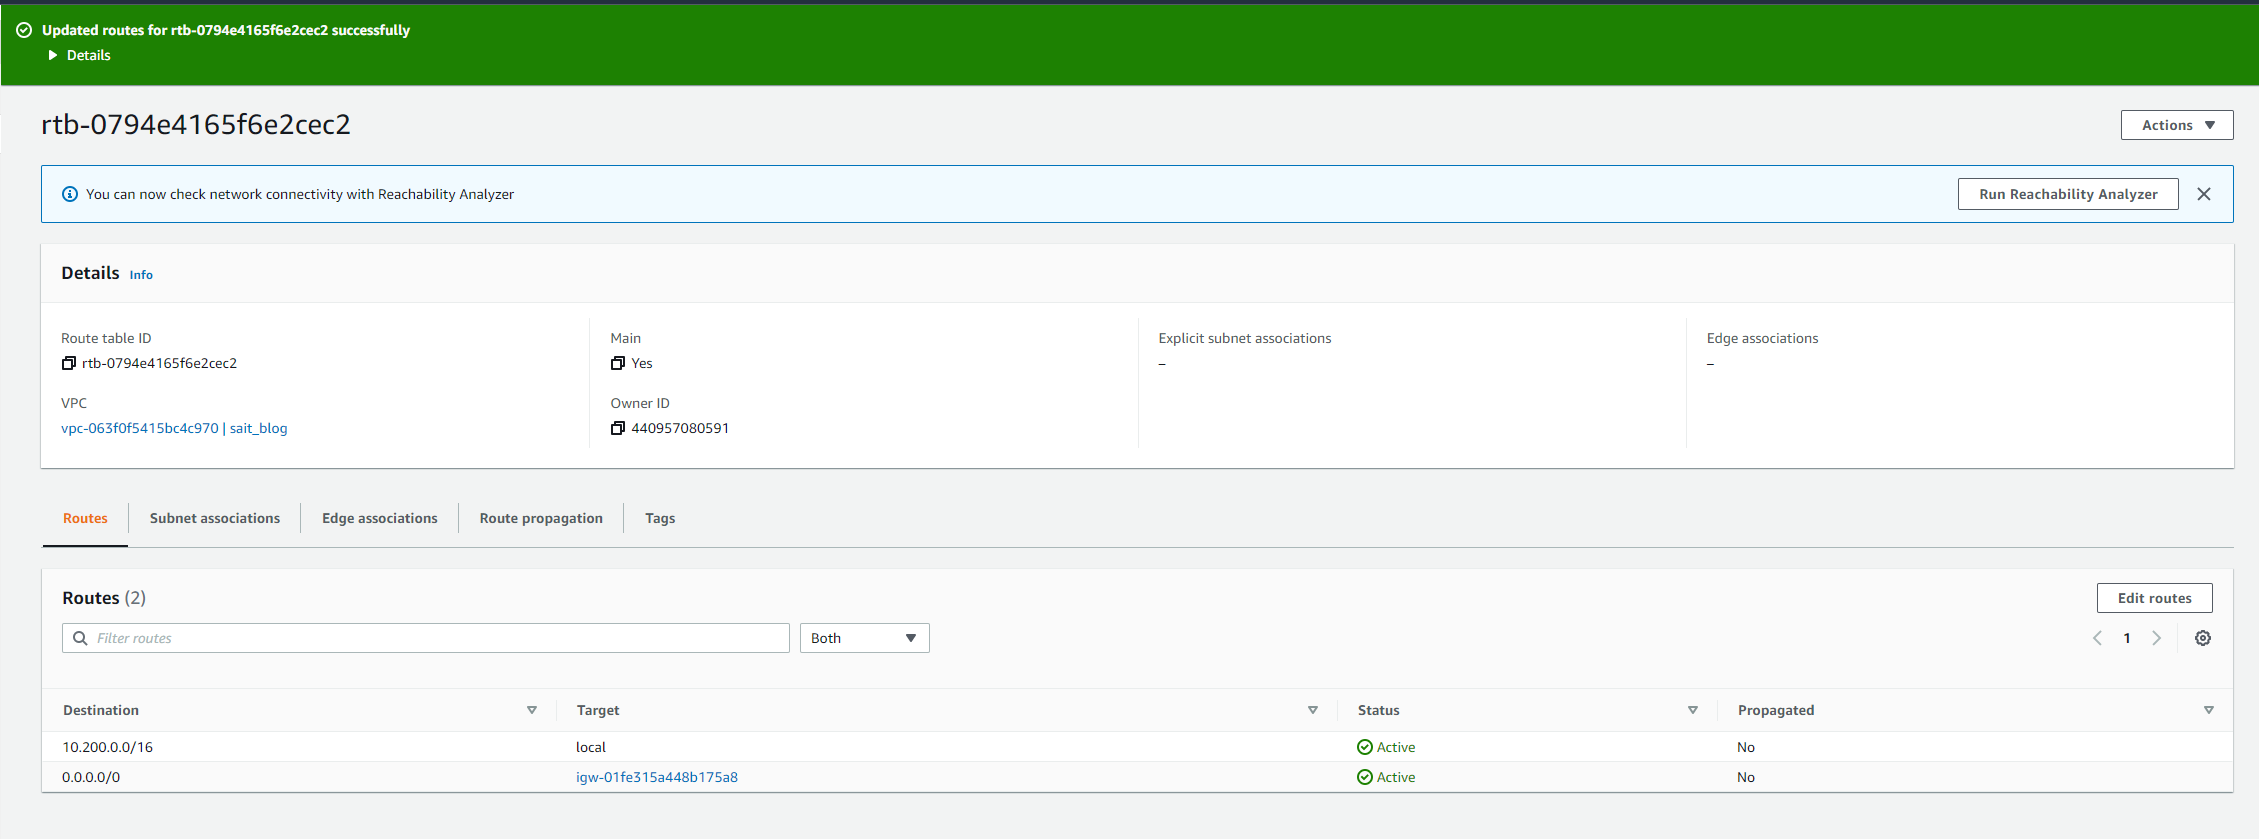 Updated routes for rtb-0794e4165f6e2cec2 successfully
Details
rtb-0794e4165f6e2cec2
Actions
You can now check network connectivity with Reachability Analyzer
Run Reachability Analyzer
Details Info
Route table ID
rtb-0794e4165f6e2cec2
Main
Yes
Explicit subnet associations
–
Edge associations
–
VPC
vpc-063f0f5415bc4c970 | sait_blog
Owner ID
440957080591
Routes Subnet associations Edge associations Route propagation Tags
Routes (2)
Edit routes
Filter routes
Both
1
Destination Target Status Propagated
10.200.0.0/16 local Active No
0.0.0.0/0 igw-01fe315a448b175a8 Active No